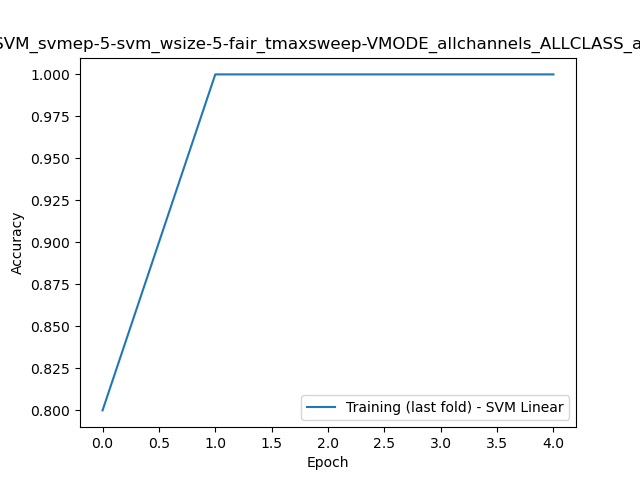 SVM_svmep-5-svm_wsize-5-fair_tmaxsweep-VMODE_allchannels_ALLCLASS_a
1.000
0.975
0.950
0.925
0.900
0.875
0.850
0.825
0.800
Accuracy
Training (last fold) - SVM Linear
0.0 0.5 1.0 1.5 2.0 2.5 3.0 3.5 4.0
Epoch